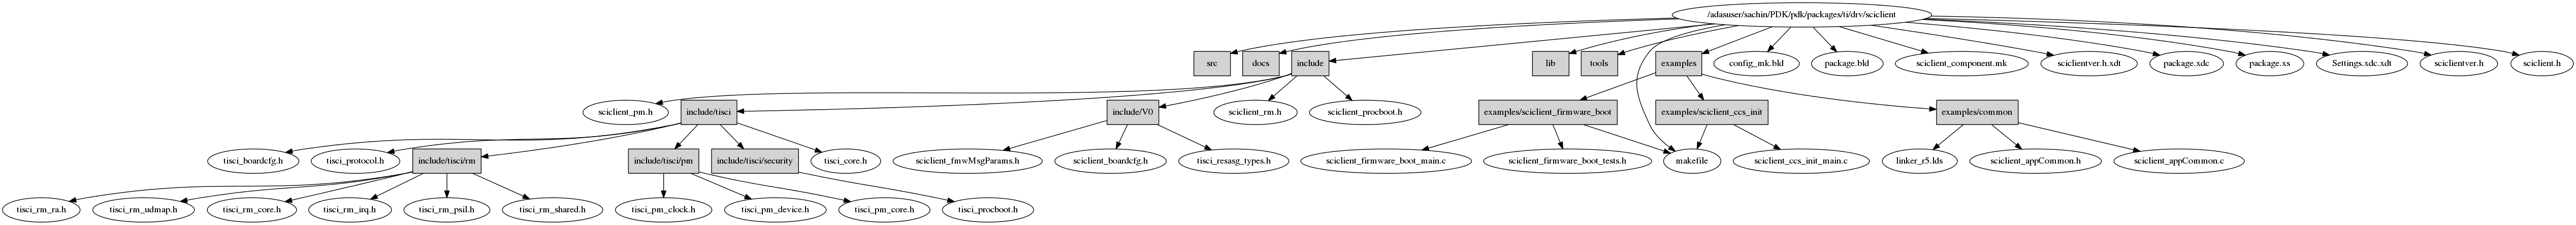 /adasuser/sachin/PDK/pdk/packages/ti/drv/sciclient
src
docs
include
lib
tools
examples
config_mk.bld
package.bld
sciclient_component.mk
sciclientver.h.xdt
package.xdc
package.xs
Settings.xdc.xdt
sciclientver.h
sciclient.h
sciclient_pm.h
include/tisci
include/V0
sciclient_rm.h
sciclient_procboot.h
examples/sciclient_firmware_boot
examples/sciclient_ccs_init
examples/common
tisci_boardcfg.h
tisci_protocol.h
include/tisci/rm
include/tisci/pm
include/tisci/security
tisci_core.h
sciclient_fmwMsgParams.h
sciclient_boardcfg.h
tisci_resasg_types.h
sciclient_firmware_boot_main.c
sciclient_firmware_boot_tests.h
makefile
sciclient_ccs_init_main.c
linker_r5.lds
sciclient_appCommon.h
sciclient_appCommon.c
tisci_rm_ra.h
tisci_rm_udmap.h
tisci_rm_core.h
tisci_rm_irq.h
tisci_rm_psil.h
tisci_rm_shared.h
tisci_pm_clock.h
tisci_pm_device.h
tisci_pm_core.h
tisci_procboot.h